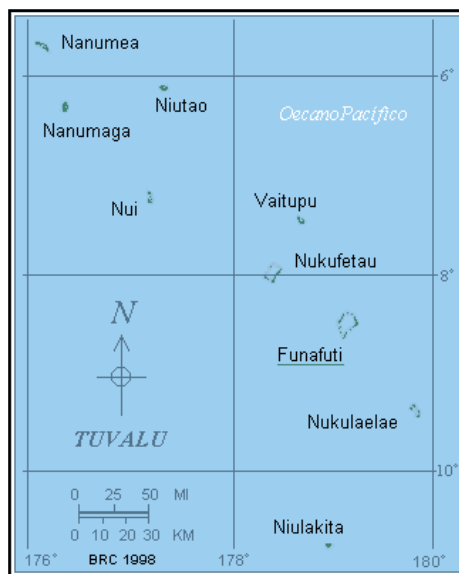 Nanumea
6°
Niutao
OecanoPacífico
Nanumaga
Nui
Vaitupu
Nukufetau
8°
N
Funafuti
Nukulaelae
TUVALU
10°
0 25 50 MI
0 10 20 30 KM
Niulakita
176° BRC 1998 178° 180°